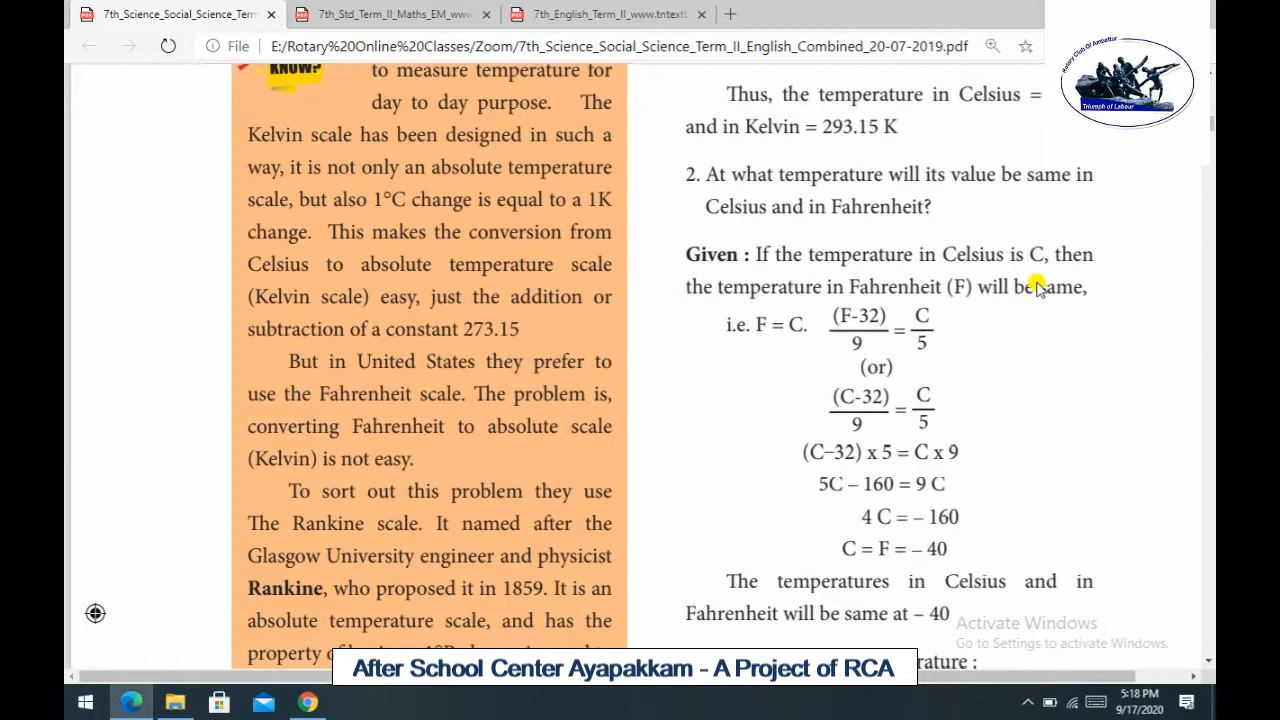 7th_Science_Social_Science_Term
7th_Std_Term_II_Maths_EM_www
7th_English_Term_II_www.tntextb
File
E:/Rotary%20Online%20Classes/Zoom/7th_Science_Social_Science_Term_II_English_Combined_20-07-2019.pdf
Rotary Club Of Ambattur
Triumph of Labour
KNOW?
to measure temperature for
day to day purpose. The
Kelvin scale has been designed in such a
way, it is not only an absolute temperature
scale, but also 1°C change is equal to a 1K
change. This makes the conversion from
Celsius to absolute temperature scale
(Kelvin scale) easy, just the addition or
subtraction of a constant 273.15
But in United States they prefer to
use the Fahrenheit scale. The problem is,
converting Fahrenheit to absolute scale
(Kelvin) is not easy.
To sort out this problem they use
The Rankine scale. It named after the
Glasgow University engineer and physicist
Rankine, who proposed it in 1859. It is an
absolute temperature scale, and has the
property
Thus, the temperature in Celsius =
and in Kelvin = 293.15 K
2. At what temperature will its value be same in
Celsius and in Fahrenheit?
Given : If the temperature in Celsius is C, then
the temperature in Fahrenheit (F) will be same,
i.e. F = C. (F-32)/9 = C/5
(or)
(C-32)/9 = C/5
(C−32) x 5 = C x 9
5C – 160 = 9 C
4 C = – 160
C = F = – 40
The temperatures in Celsius and in
Fahrenheit will be same at – 40
Activate Windows
Go to Settings to activate Windows.
After School Center Ayapakkam - A Project of RCA
5:18 PM
9/17/2020